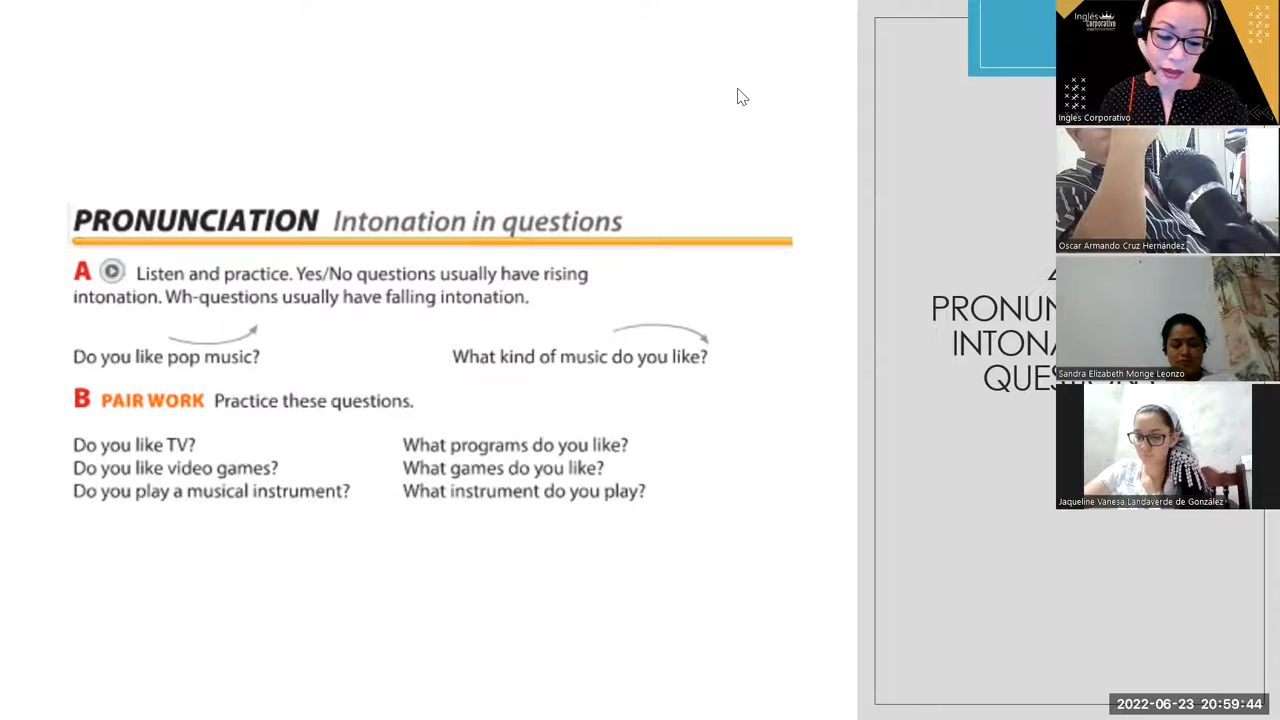 PRONUNCIATION Intonation in questions
A Listen and practice. Yes/No questions usually have rising
intonation. Wh-questions usually have falling intonation.
Do you like pop music? What kind of music do you like?
B PAIR WORK Practice these questions.
Do you like TV? What programs do you like?
Do you like video games? What games do you like?
Do you play a musical instrument? What instrument do you play?
PRONUN
INTONA
QUES
Inglés
Corporativo
Inglés Corporativo
Oscar Armando Cruz Hernández
Sandra Elizabeth Monge Leonzo
Jaqueline Vanesa Landaverde de González
2022-06-23 20:59:44